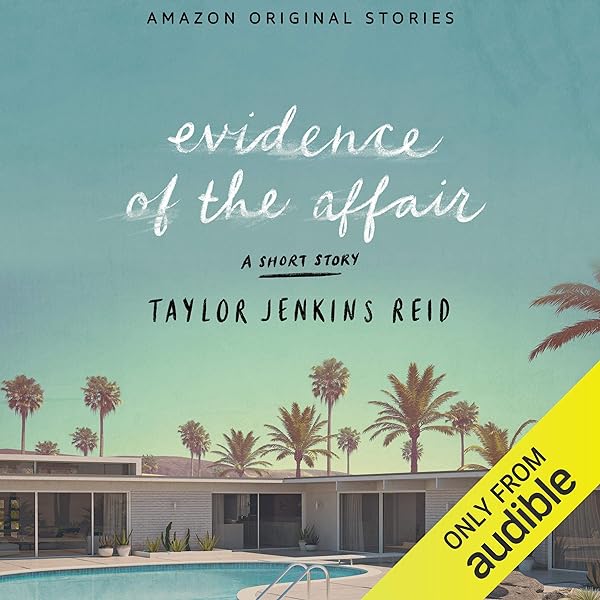 AMAZON ORIGINAL STORIES
evidence
of the affair
A SHORT STORY
TAYLOR JENKINS REID
ONLY FROM
audible